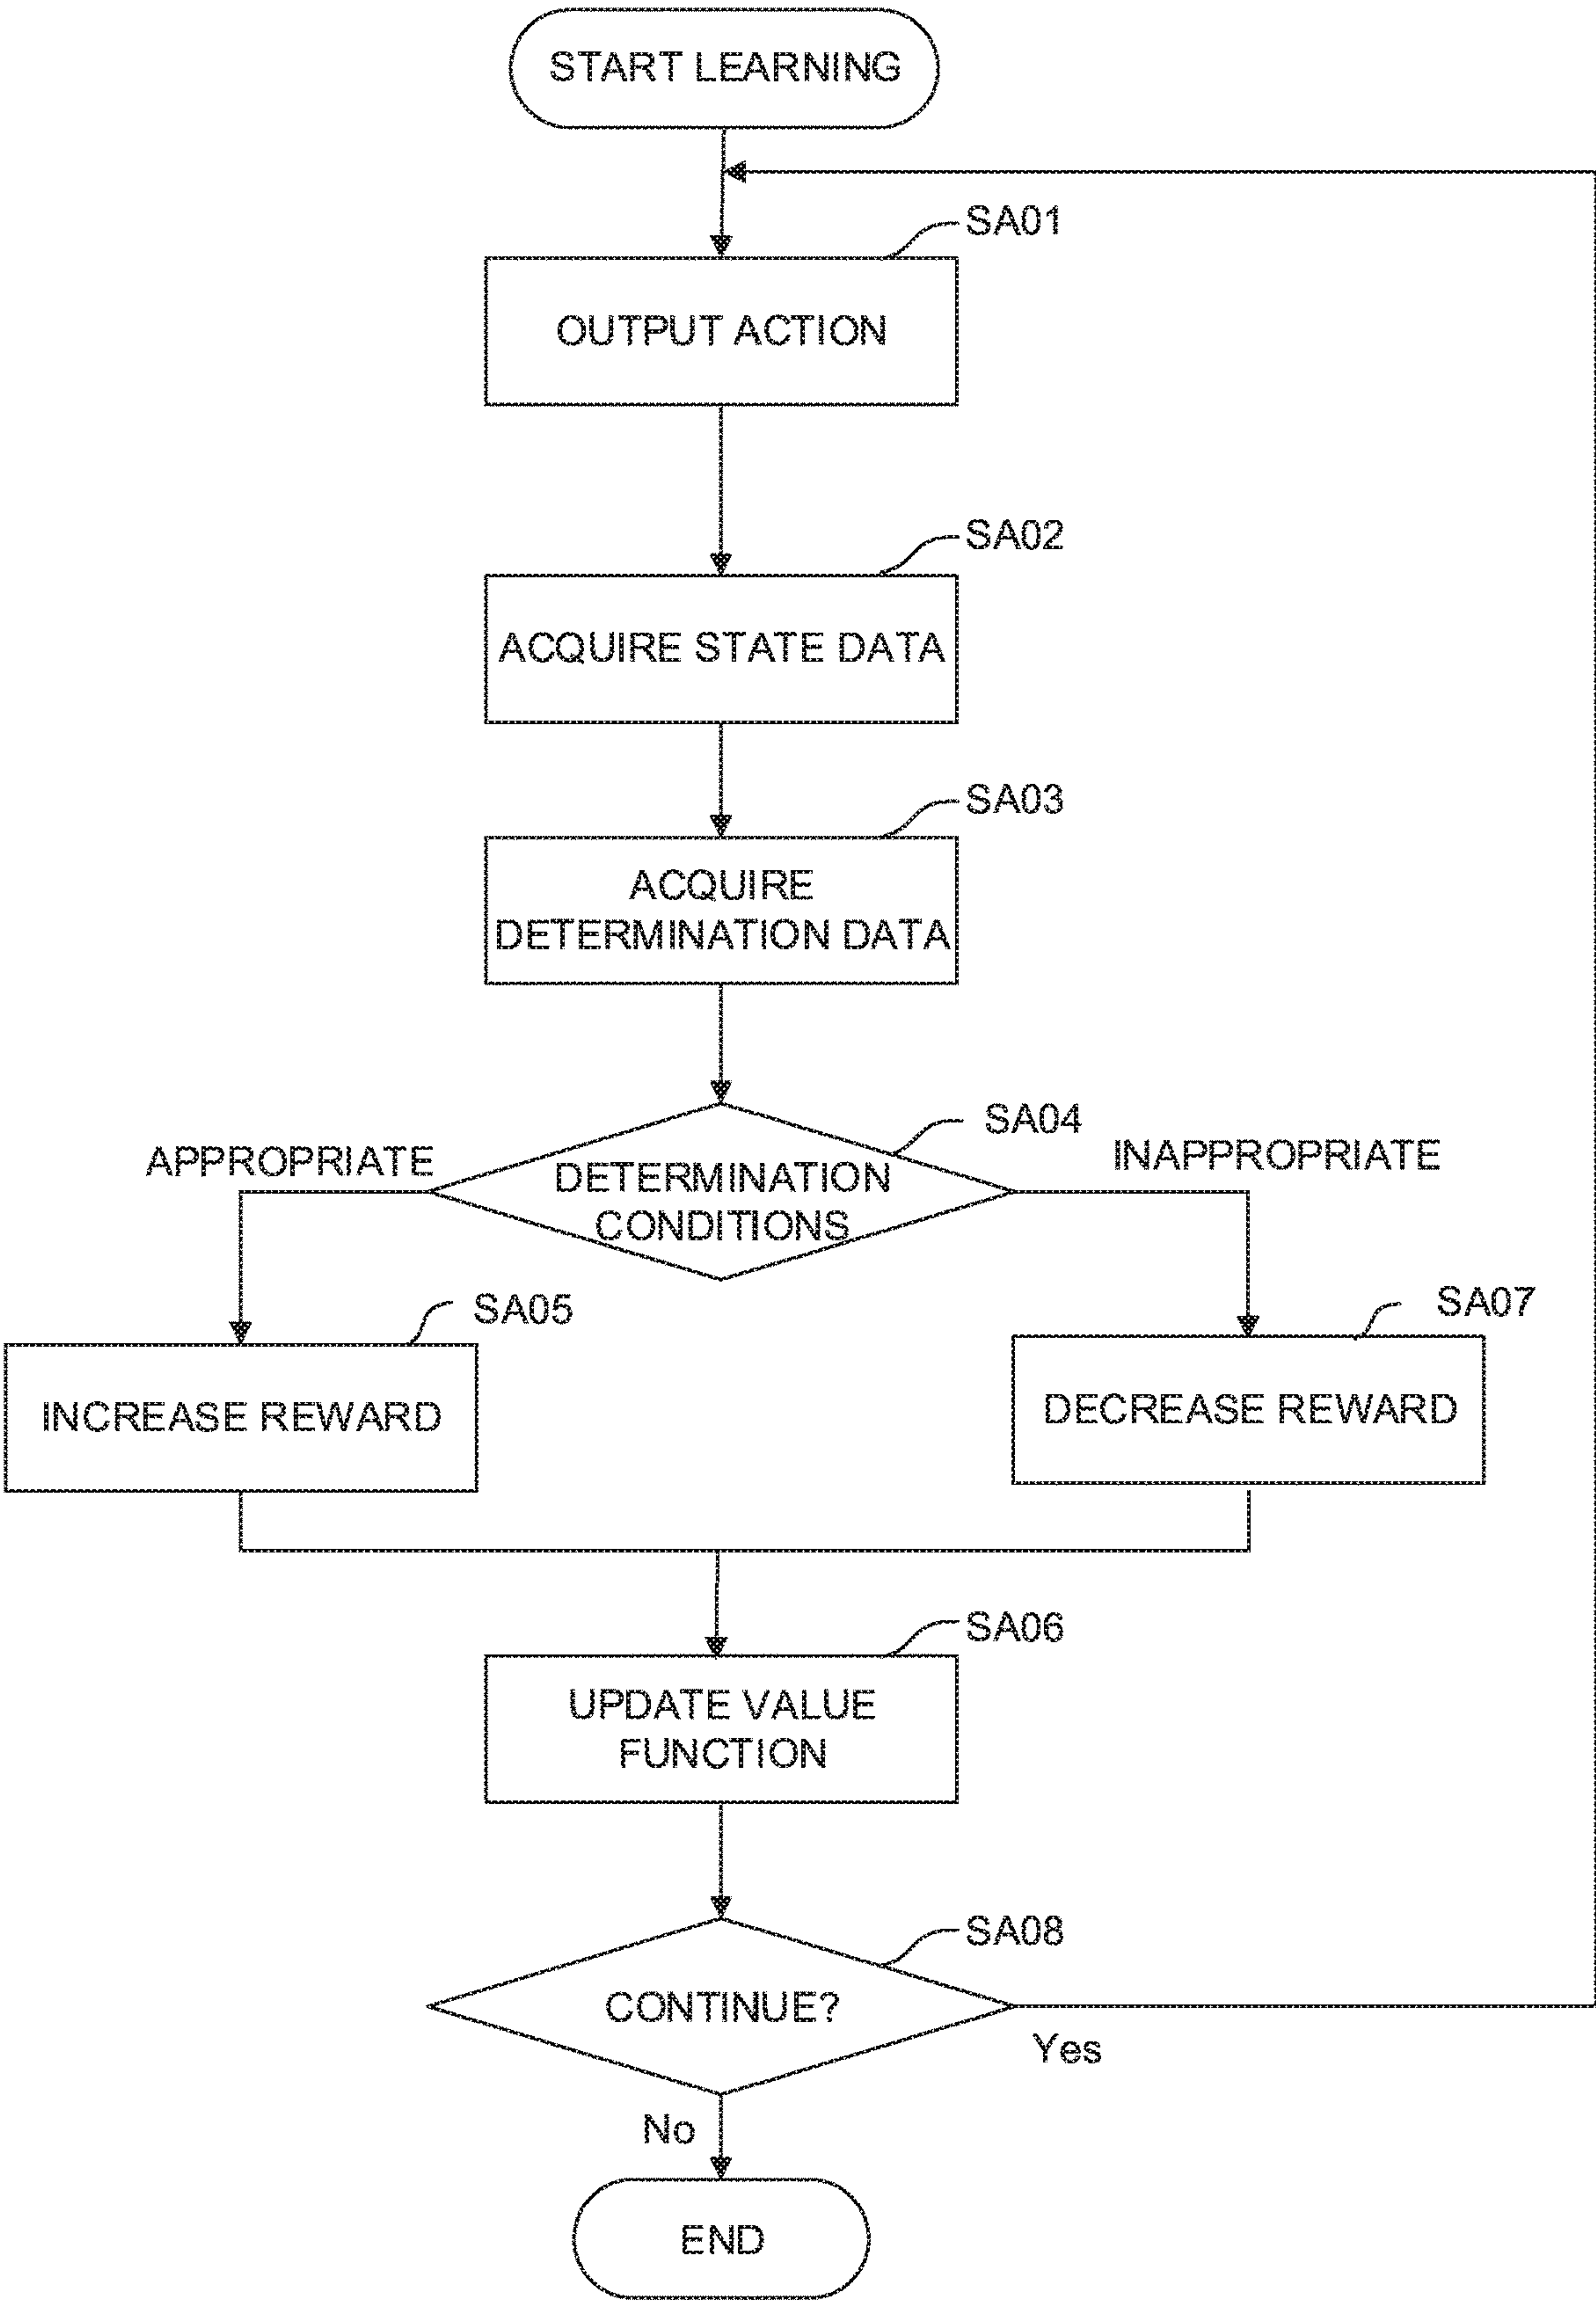 START LEARNING
SA01
OUTPUT ACTION
SA02
ACQUIRE STATE DATA
SA03
ACQUIRE
DETERMINATION DATA
SA04
APPROPRIATE
INAPPROPRIATE
DETERMINATION
CONDITIONS
SA05
SA07
INCREASE REWARD
DECREASE REWARD
SA06
UPDATE VALUE
FUNCTION
SA08
CONTINUE?
Yes
No
END